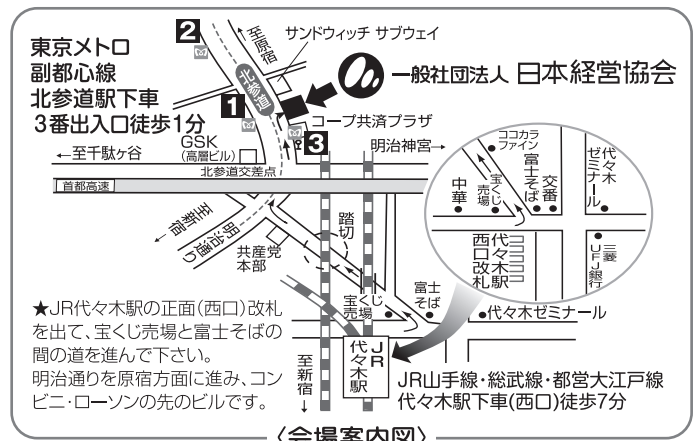 東京メトロ
副都心線
北参道駅下車
3番出入口徒歩1分
2
至原宿
サンドウィッチ サブウェイ
北参道
1
一般社団法人 日本経営協会
コープ共済プラザ
3
GSK
(高層ビル)
←至千駄ヶ谷
明治神宮→
北参道交差点
首都高速
至新宿
明治通り
共産党
本部
踏切
ココカラ
ファイン
中華
宝くじ
売場
富士そば
交番
代々木
ゼミナール
代々木駅
西口改札
三菱
UFJ銀行
宝くじ
売場
富士
そば
代々木ゼミナール
★JR代々木駅の正面(西口)改札
を出て、宝くじ売場と富士そばの
間の道を進んで下さい。
明治通りを原宿方面に進み、コン
ビニ・ローソンの先のビルです。
至新宿→
JR
代々木駅
JR山手線・総武線・都営大江戸線
代々木駅下車(西口)徒歩7分
〈会場案内図〉